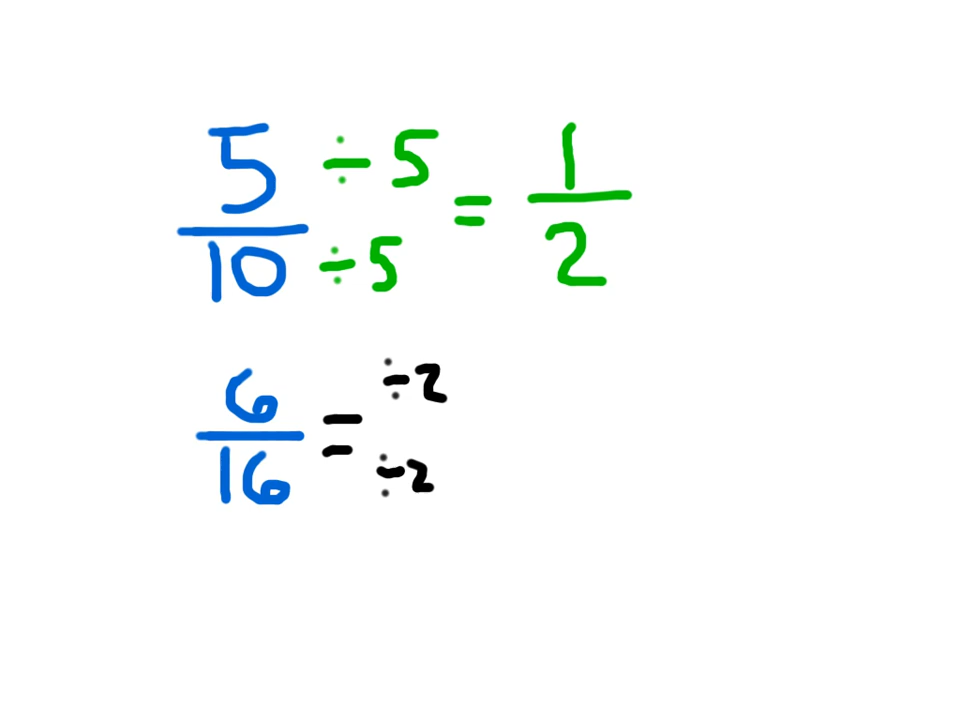 5 ÷ 5 = 1
10 ÷ 5 2
6 = ÷ 2
16 ÷ 2